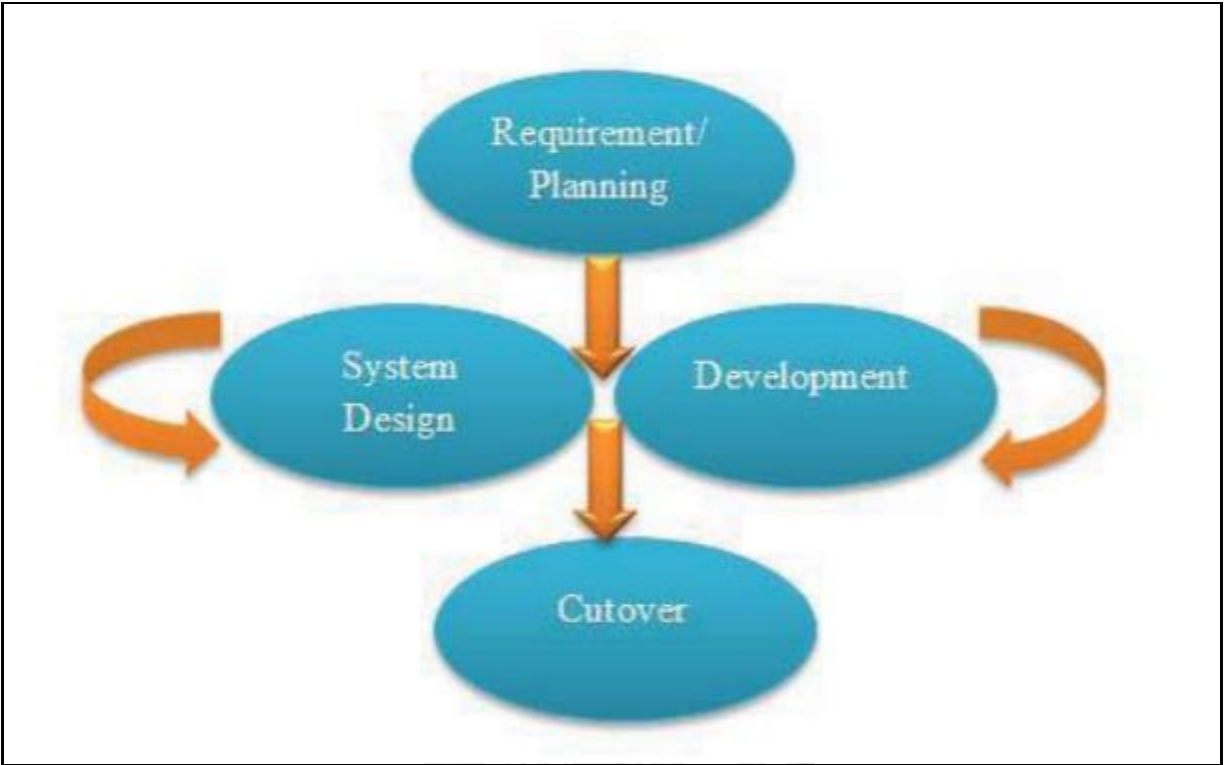 Requirement/
Planning
System
Design
Development
Cutover